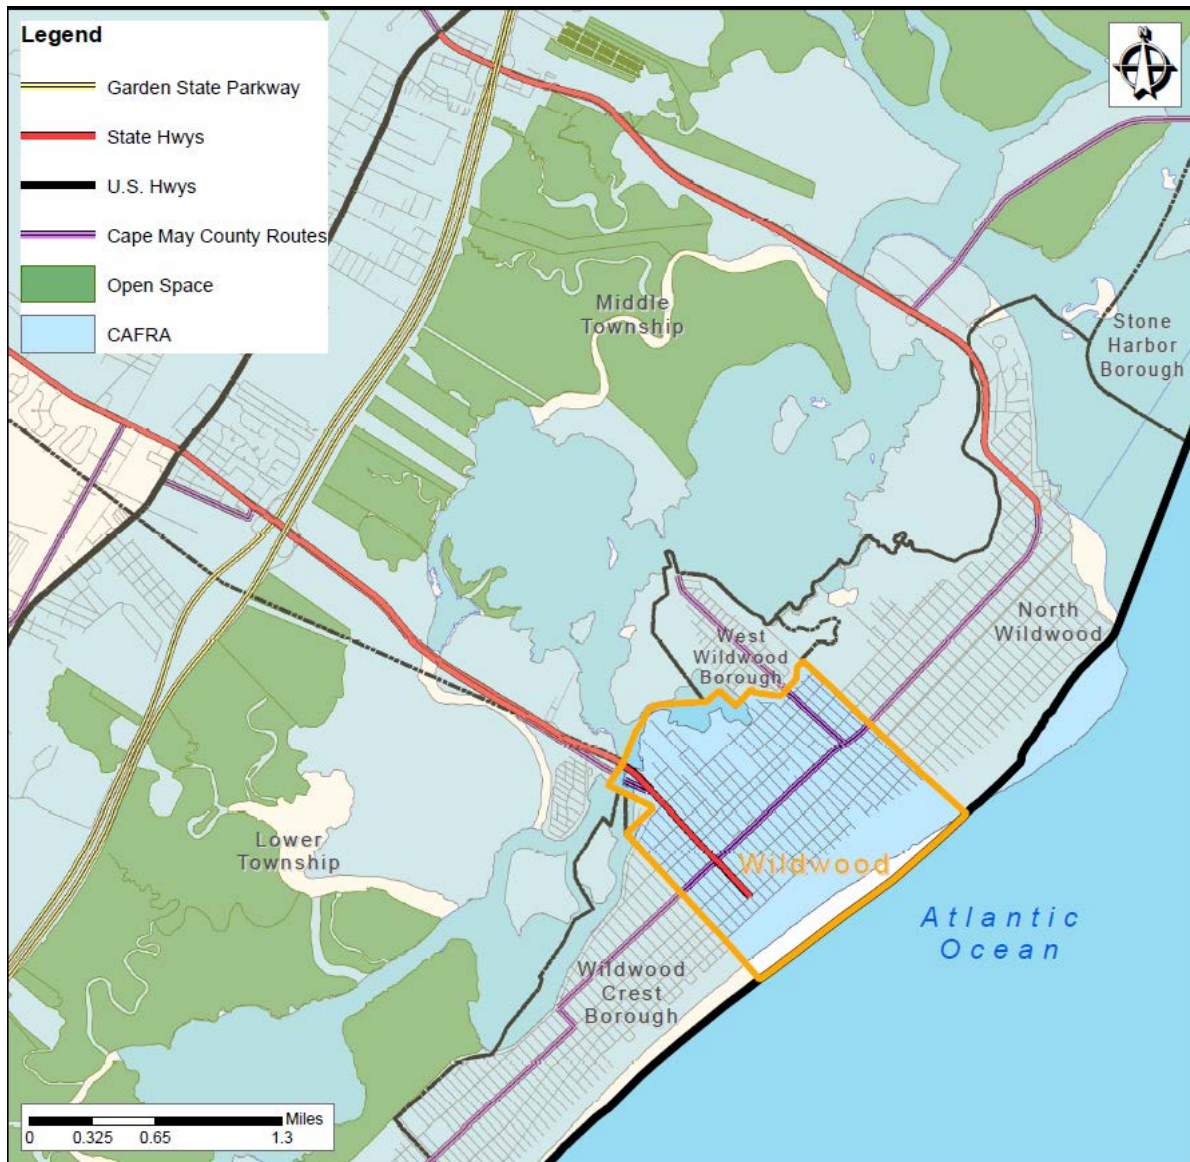 Legend
Garden State Parkway
State Hwys
U.S. Hwys
Cape May County Routes
Open Space
CAFRA
Middle
Township
Stone
Harbor
Borough
North
Wildwood
West
Wildwood
Borough
Lower
Township
Wildwood
Atlantic
Ocean
Wildwood
Crest
Borough
Miles
0 0.325 0.65 1.3